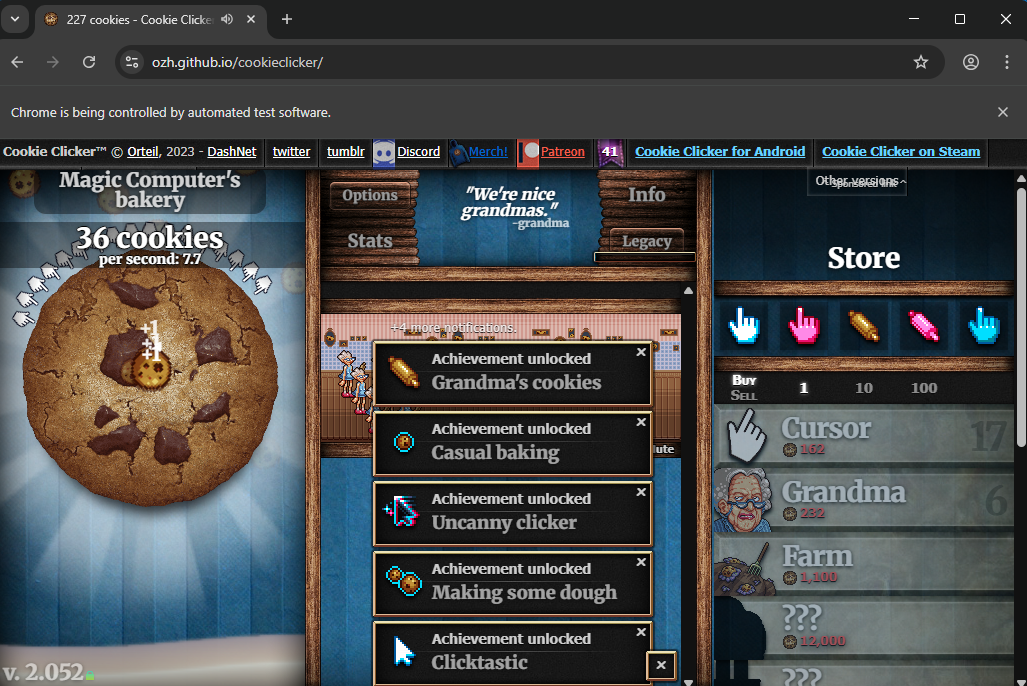 227 cookies - Cookie Clicke
ozh.github.io/cookieclicker/
Chrome is being controlled by automated test software.
Cookie Clicker™ © Orteil, 2023 - DashNet
twitter
tumblr
Discord
Merch!
Patreon
41
Cookie Clicker for Android
Cookie Clicker on Steam
Magic Computer's
bakery
36 cookies
per second: 7.7
+1
+1
+1
v. 2.052
Options
Stats
"We're nice
grandmas."
-grandma
Info
Legacy
+4 more notifications.
Achievement unlocked
Grandma's cookies
Achievement unlocked
Casual baking
ute
Achievement unlocked
Uncanny clicker
Achievement unlocked
Making some dough
Achievement unlocked
Clicktastic
Other versions
Sponsored link
Store
Buy
Sell
1
10
100
Cursor
162
17
Grandma
232
6
Farm
1,100
???
12,000
???